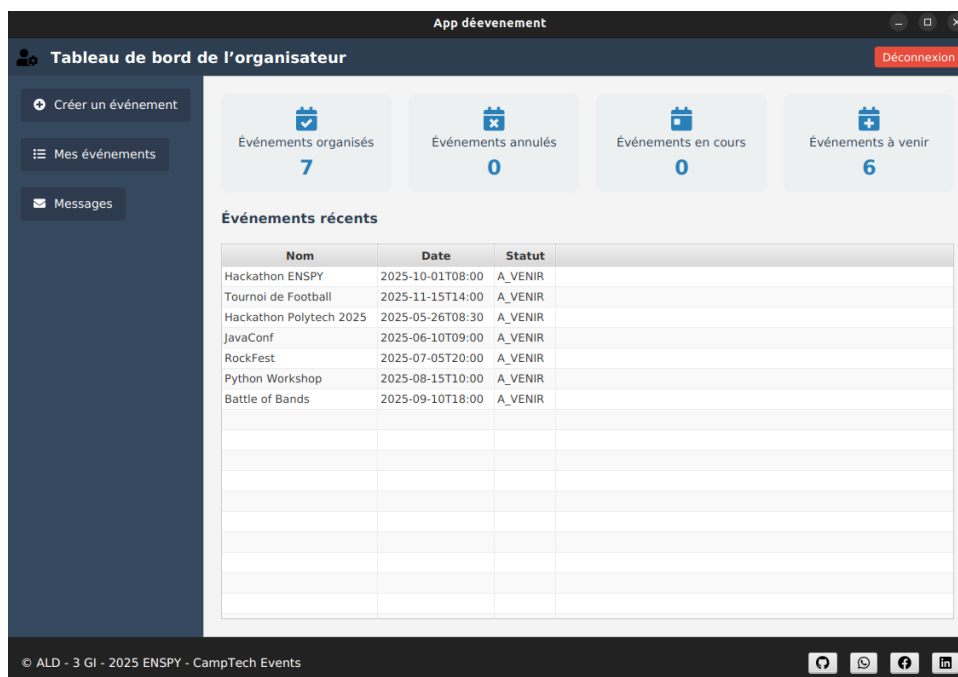 App déevenement
Tableau de bord de l’organisateur
Déconnexion
Créer un événement
Mes événements
Messages
Événements organisés
7
Événements annulés
0
Événements en cours
0
Événements à venir
6
Événements récents
Nom Date Statut
Hackathon ENSPY 2025-10-01T08:00 A_VENIR
Tournoi de Football 2025-11-15T14:00 A_VENIR
Hackathon Polytech 2025 2025-05-26T08:30 A_VENIR
JavaConf 2025-06-10T09:00 A_VENIR
RockFest 2025-07-05T20:00 A_VENIR
Python Workshop 2025-08-15T10:00 A_VENIR
Battle of Bands 2025-09-10T18:00 A_VENIR
© ALD - 3 GI - 2025 ENSPY - CampTech Events